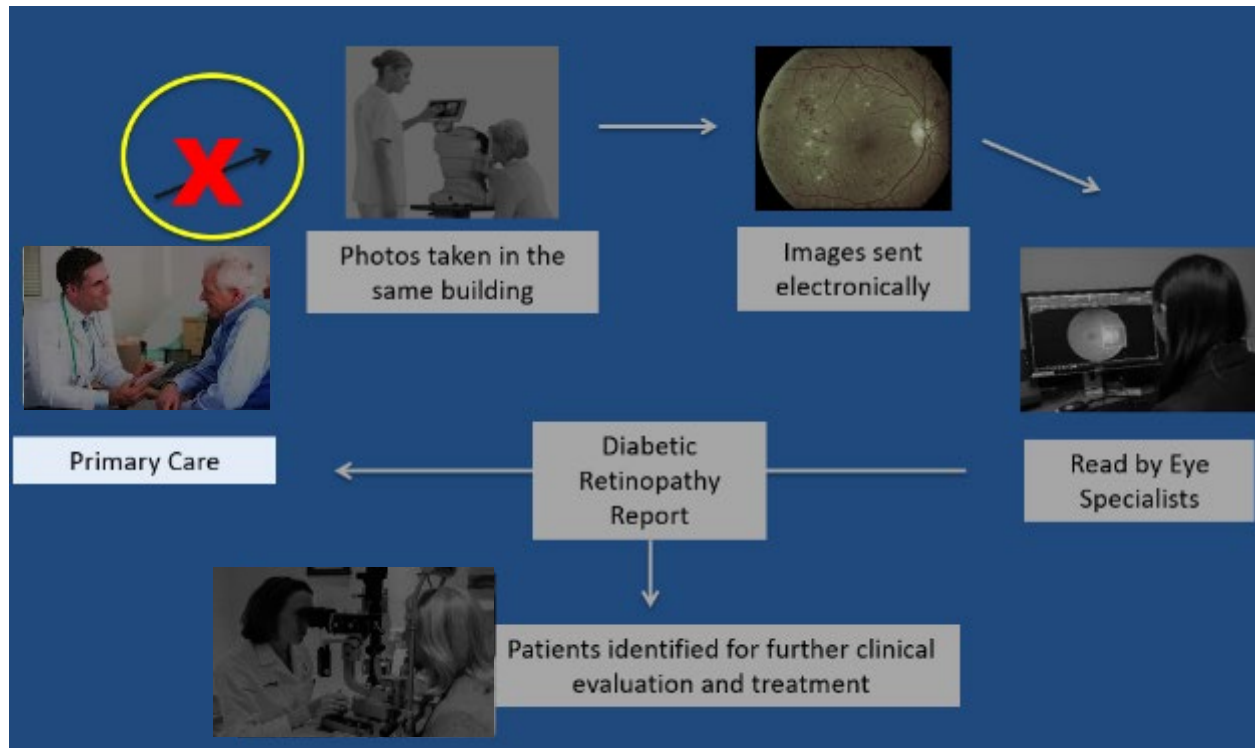 X
Photos taken in the
same building
Images sent
electronically
Primary Care
Diabetic
Retinopathy
Report
Read by Eye
Specialists
Patients identified for further clinical
evaluation and treatment